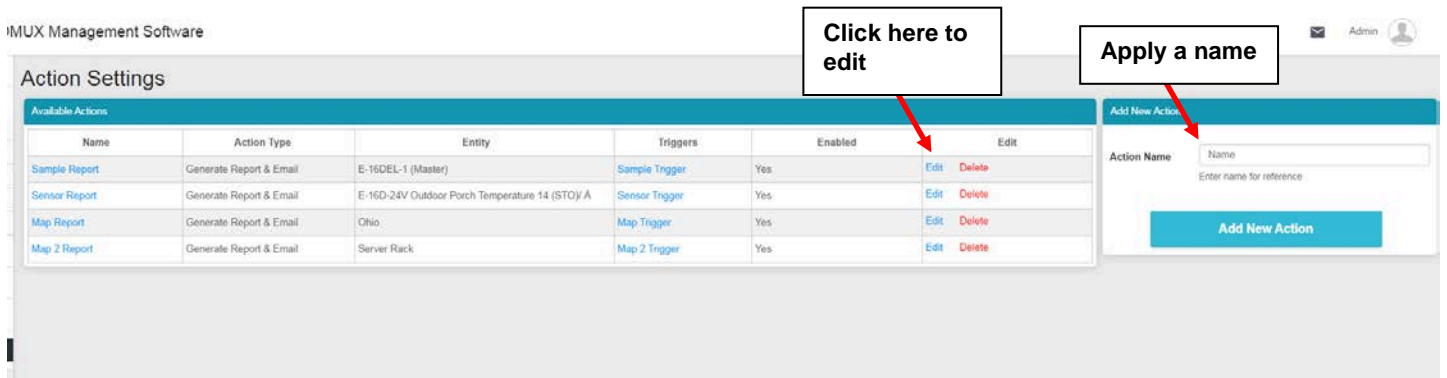 MUX Management Software
Click here to
edit
Apply a name
Admin
Action Settings
Available Actions
Add New Action
Name Action Type Entity Triggers Enabled Edit
Sample Report Generate Report & Email E-16DEL-1 (Master) Sample Trigger Yes Edit Delete
Sensor Report Generate Report & Email E-16D-24V Outdoor Porch Temperature 14 (STO)/ A Sensor Trigger Yes Edit Delete
Map Report Generate Report & Email Ohio Map Trigger Yes Edit Delete
Map 2 Report Generate Report & Email Server Rack Map 2 Trigger Yes Edit Delete
Action Name Name
Enter name for reference
Add New Action